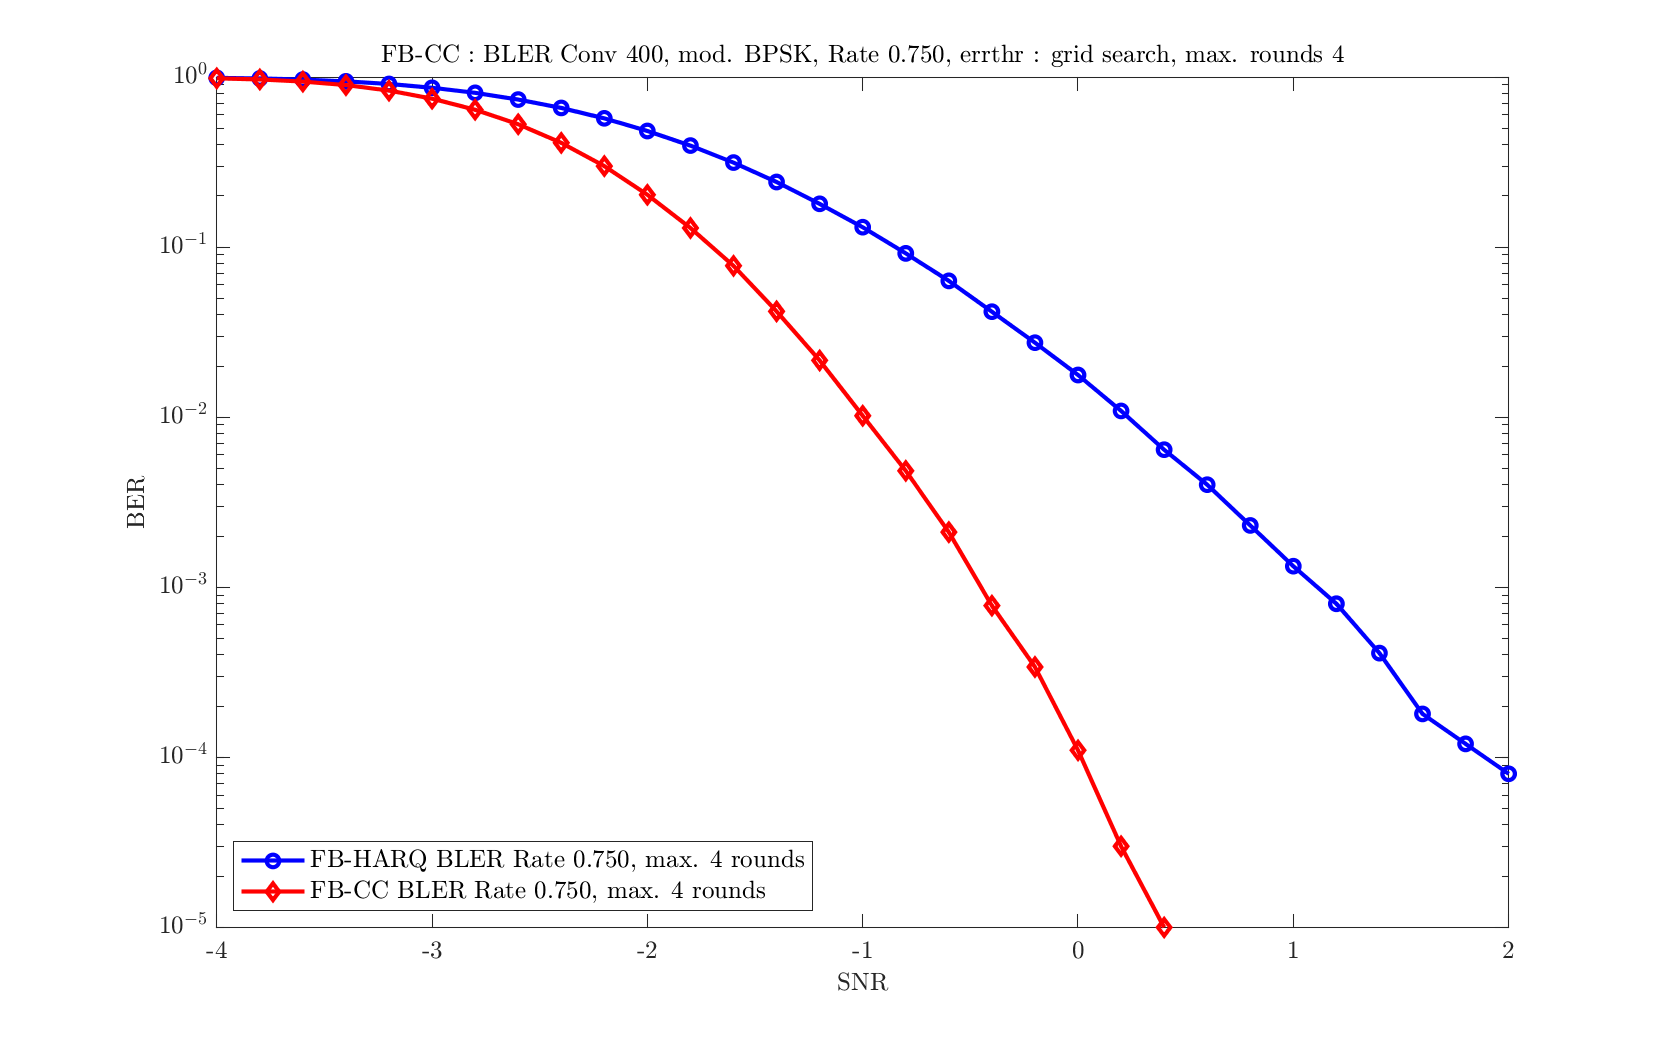 FB-CC : BLER Conv 400, mod. BPSK, Rate 0.750, errthr : grid search, max. rounds 4
10^0
10^-1
10^-2
10^-3
10^-4
10^-5
BER
FB-HARQ BLER Rate 0.750, max. 4 rounds
FB-CC BLER Rate 0.750, max. 4 rounds
-4 -3 -2 -1 0 1 2
SNR